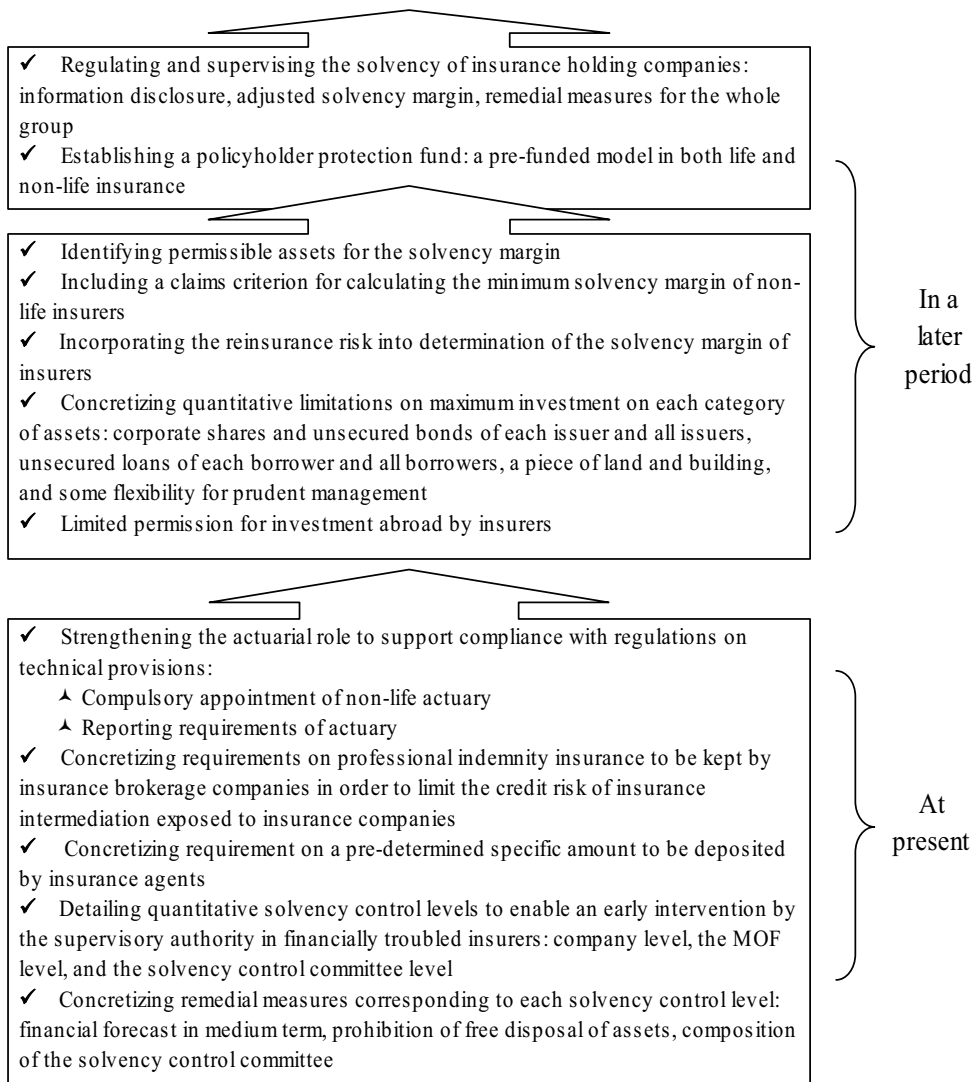 ✓ Regulating and supervising the solvency of insurance holding companies:
information disclosure, adjusted solvency margin, remedial measures for the whole
group
✓ Establishing a policyholder protection fund: a pre-funded model in both life and
non-life insurance
✓ Identifying permissible assets for the solvency margin
✓ Including a claims criterion for calculating the minimum solvency margin of non-
life insurers
✓ Incorporating the reinsurance risk into determination of the solvency margin of
insurers
✓ Concretizing quantitative limitations on maximum investment on each category
of assets: corporate shares and unsecured bonds of each issuer and all issuers,
unsecured loans of each borrower and all borrowers, a piece of land and building,
and some flexibility for prudent management
✓ Limited permission for investment abroad by insurers
In a
later
period
✓ Strengthening the actuarial role to support compliance with regulations on
technical provisions:
⮝ Compulsory appointment of non-life actuary
⮝ Reporting requirements of actuary
✓ Concretizing requirements on professional indemnity insurance to be kept by
insurance brokerage companies in order to limit the credit risk of insurance
intermediation exposed to insurance companies
✓ Concretizing requirement on a pre-determined specific amount to be deposited
by insurance agents
✓ Detailing quantitative solvency control levels to enable an early intervention by
the supervisory authority in financially troubled insurers: company level, the MOF
level, and the solvency control committee level
✓ Concretizing remedial measures corresponding to each solvency control level:
financial forecast in medium term, prohibition of free disposal of assets, composition
of the solvency control committee
At
present